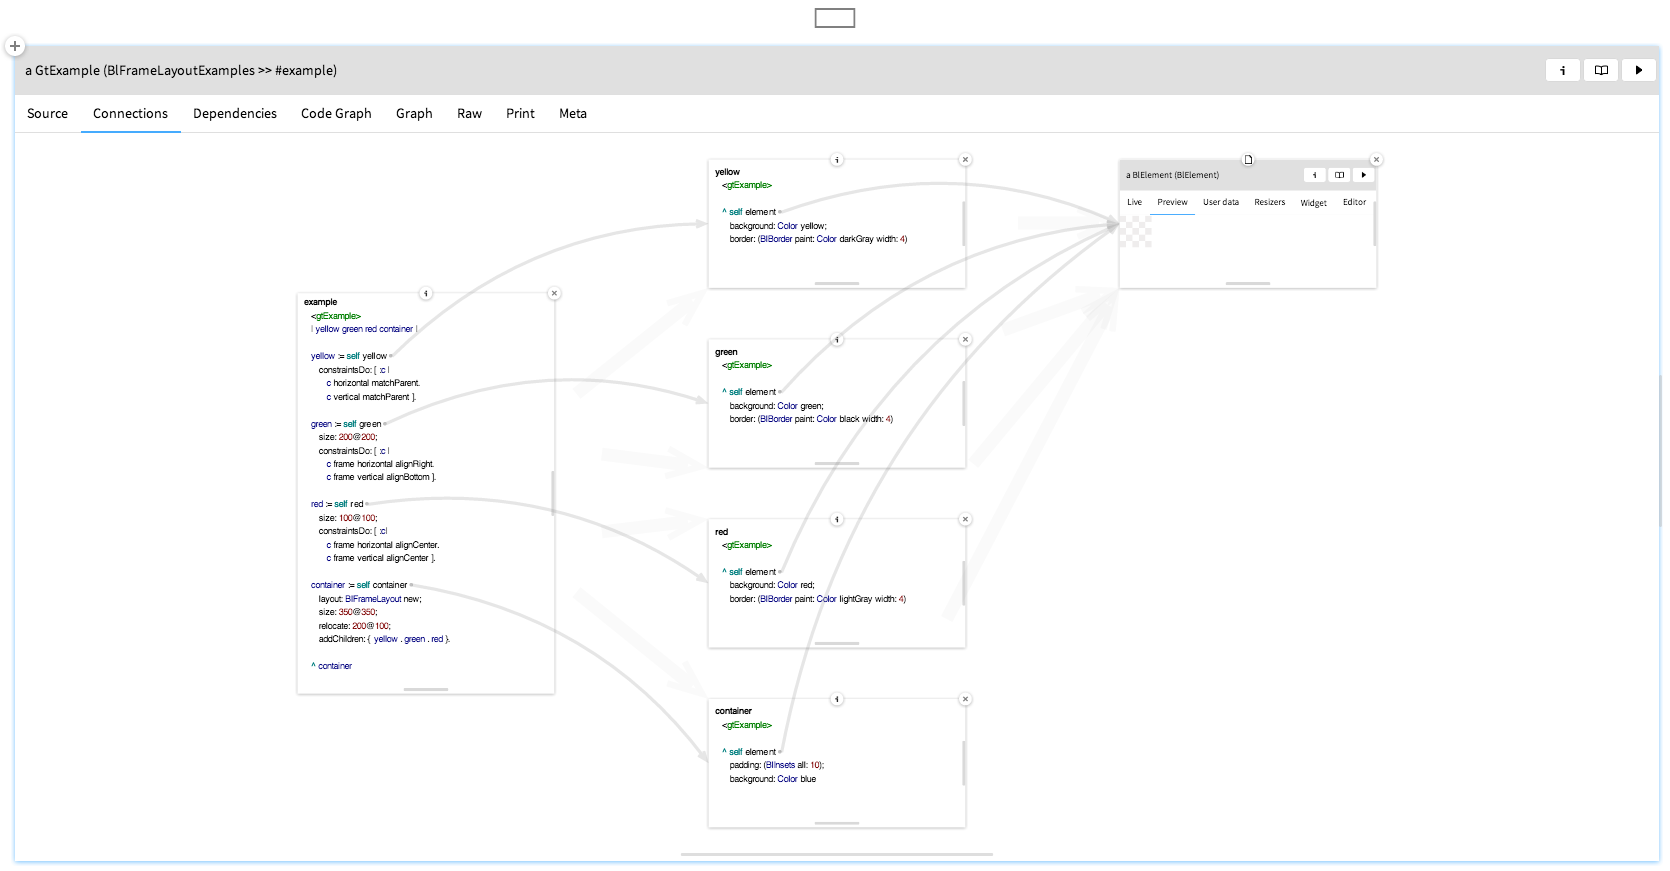 a GtExample (BlFrameLayoutExamples >> #example)
Source Connections Dependencies Code Graph Graph Raw Print Meta
example
<gtExample>
| yellow green red container |
yellow := self yellow
constraintsDo: [ :c |
c horizontal matchParent.
c vertical matchParent ].
green := self green
size: 200@200;
constraintsDo: [ :c |
c frame horizontal alignRight.
c frame vertical alignBottom ].
red := self red
size: 100@100;
constraintsDo: [ :c|
c frame horizontal alignCenter.
c frame vertical alignCenter ].
container := self container
layout: BlFrameLayout new;
size: 350@350;
relocate: 200@100;
addChildren: { yellow . green . red }.
^ container
yellow
<gtExample>
^ self element
background: Color yellow;
border: (BlBorder paint: Color darkGray width: 4)
green
<gtExample>
^ self element
background: Color green;
border: (BlBorder paint: Color black width: 4)
red
<gtExample>
^ self element
background: Color red;
border: (BlBorder paint: Color lightGray width: 4)
container
<gtExample>
^ self element
padding: (BlInsets all: 10);
background: Color blue
a BlElement (BlElement)
Live Preview User data Resizers Widget Editor